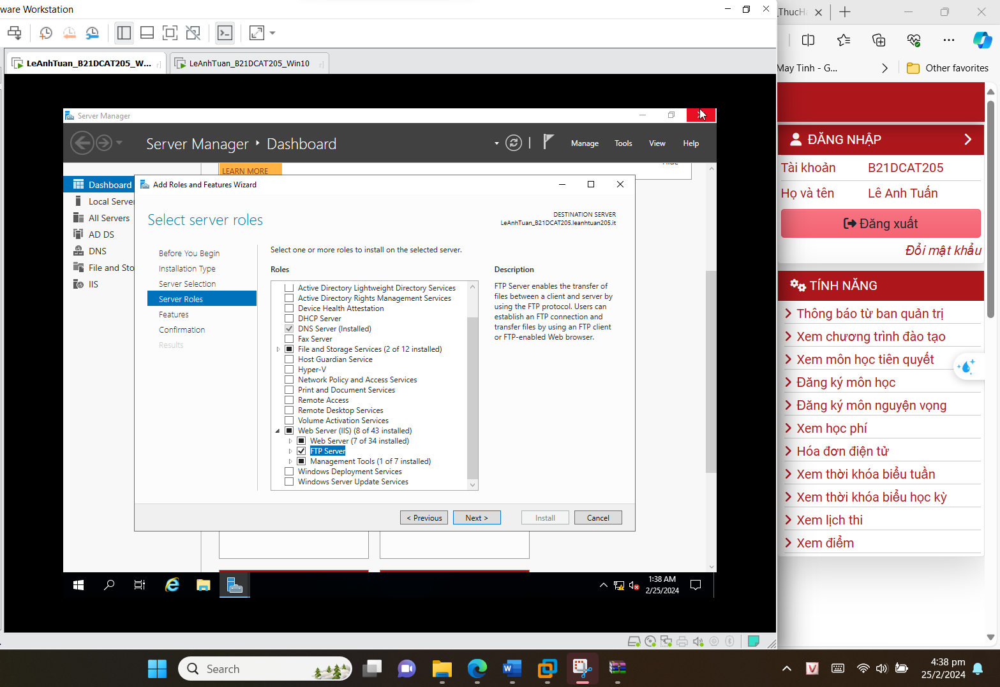 ware Workstation
LeAnhTuan_B21DCAT205_W...
LeAnhTuan_B21DCAT205_Win10
Server Manager
Server Manager
Dashboard
Manage
Tools
View
Help
LEARN MORE
Dashboard
Local Server
All Servers
AD DS
DNS
File and Sto
IIS
Add Roles and Features Wizard
Select server roles
DESTINATION SERVER
LeAnhTuan_B21DCAT205.leanhtuan205.it
Before You Begin
Installation Type
Server Selection
Server Roles
Features
Confirmation
Results
Select one or more roles to install on the selected server.
Roles
Active Directory Lightweight Directory Services
Active Directory Rights Management Services
Device Health Attestation
DHCP Server
DNS Server (Installed)
Fax Server
File and Storage Services (2 of 12 installed)
Host Guardian Service
Hyper-V
Network Policy and Access Services
Print and Document Services
Remote Access
Remote Desktop Services
Volume Activation Services
Web Server (IIS) (8 of 43 installed)
Web Server (7 of 34 installed)
FTP Server
Management Tools (1 of 7 installed)
Windows Deployment Services
Windows Server Update Services
Description
FTP Server enables the transfer of
files between a client and server by
using the FTP protocol. Users can
establish an FTP connection and
transfer files by using an FTP client
or FTP-enabled Web browser.
< Previous
Next >
Install
Cancel
1:38 AM
2/25/2024
_ThucHa
May Tinh - G...
Other favorites
ĐĂNG NHẬP
Tài khoản B21DCAT205
Họ và tên Lê Anh Tuấn
Đăng xuất
Đổi mật khẩu
TÍNH NĂNG
Thông báo từ ban quản trị
Xem chương trình đào tạo
Xem môn học tiên quyết
Đăng ký môn học
Đăng ký môn nguyện vọng
Xem học phí
Hóa đơn điện tử
Xem thời khóa biểu tuần
Xem thời khóa biểu học kỳ
Xem lịch thi
Xem điểm
Search
4:38 pm
25/2/2024